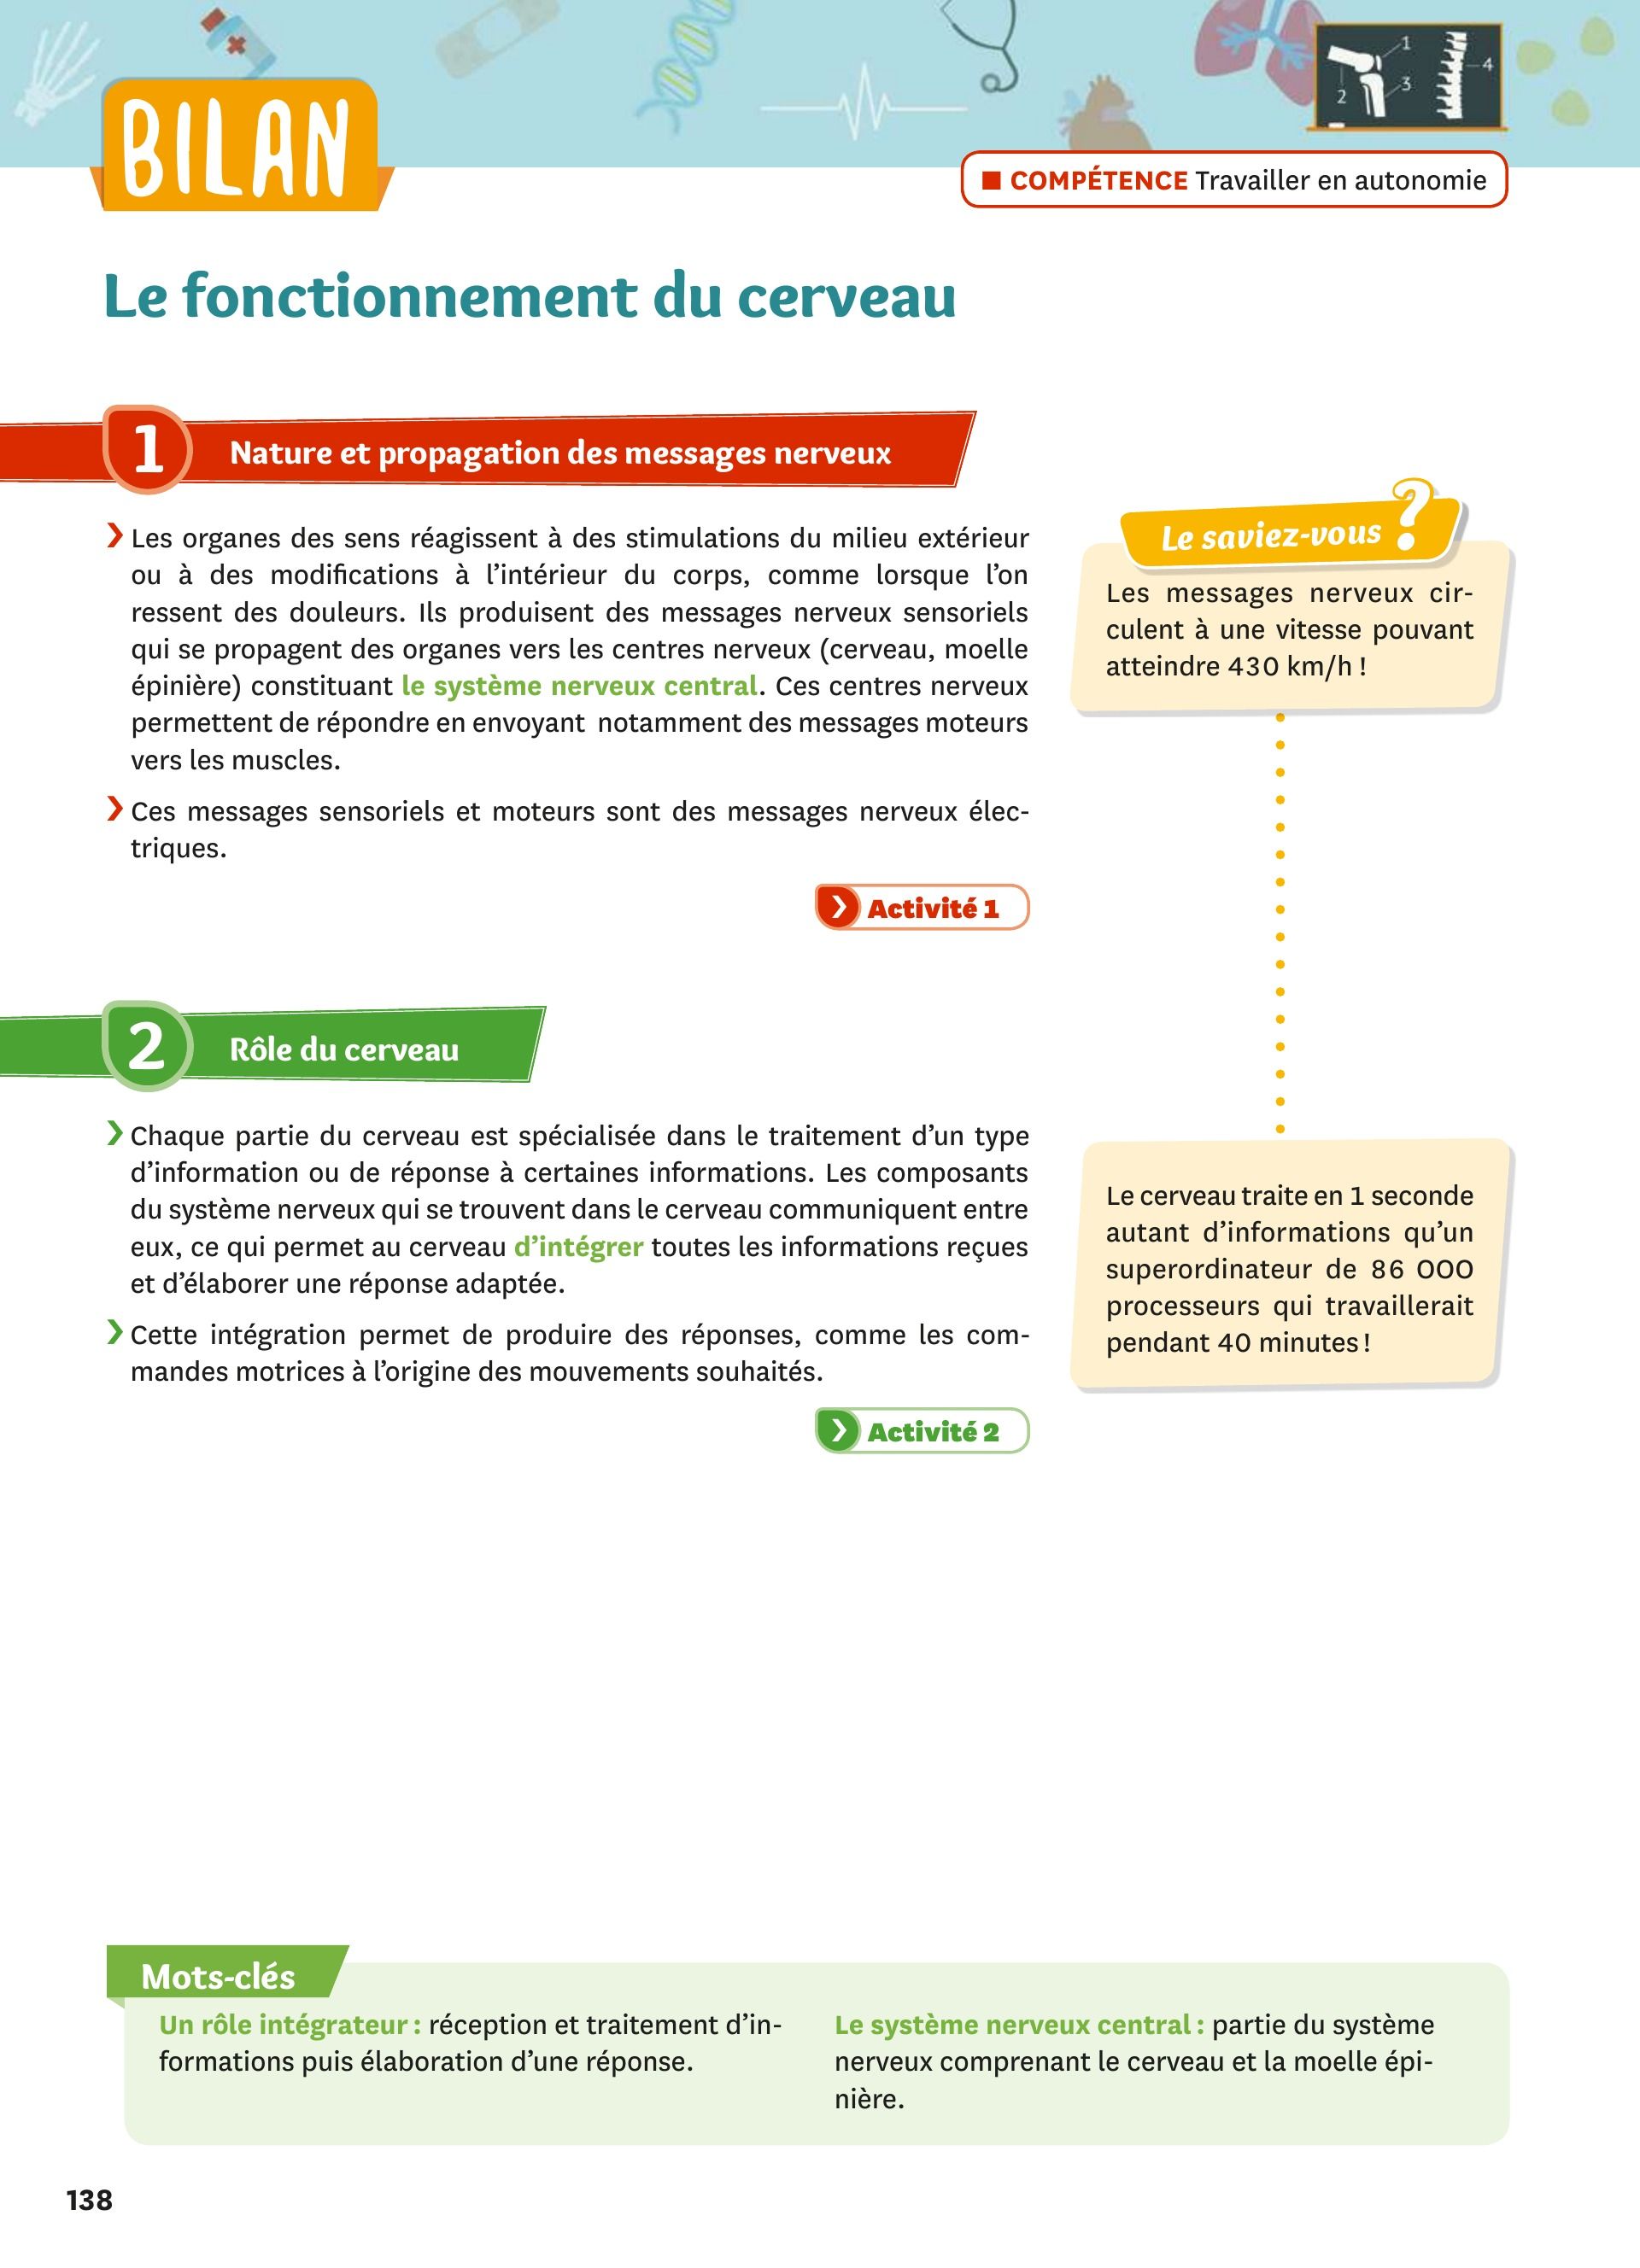 1
2
3
4
BILAN
■ COMPÉTENCE Travailler en autonomie
Le fonctionnement du cerveau
1 Nature et propagation des messages nerveux
❯ Les organes des sens réagissent à des stimulations du milieu extérieur
ou à des modifications à l’intérieur du corps, comme lorsque l’on
ressent des douleurs. Ils produisent des messages nerveux sensoriels
qui se propagent des organes vers les centres nerveux (cerveau, moelle
épinière) constituant le système nerveux central. Ces centres nerveux
permettent de répondre en envoyant notamment des messages moteurs
vers les muscles.
❯ Ces messages sensoriels et moteurs sont des messages nerveux élec-
triques.
❯ Activité 1
Le saviez-vous ?
Les messages nerveux cir-
culent à une vitesse pouvant
atteindre 430 km/h !
2 Rôle du cerveau
❯ Chaque partie du cerveau est spécialisée dans le traitement d’un type
d’information ou de réponse à certaines informations. Les composants
du système nerveux qui se trouvent dans le cerveau communiquent entre
eux, ce qui permet au cerveau d’intégrer toutes les informations reçues
et d’élaborer une réponse adaptée.
❯ Cette intégration permet de produire des réponses, comme les com-
mandes motrices à l’origine des mouvements souhaités.
❯ Activité 2
Le cerveau traite en 1 seconde
autant d’informations qu’un
superordinateur de 86 000
processeurs qui travaillerait
pendant 40 minutes !
Mots-clés
Un rôle intégrateur : réception et traitement d’in-
formations puis élaboration d’une réponse.
Le système nerveux central : partie du système
nerveux comprenant le cerveau et la moelle épi-
nière.
138